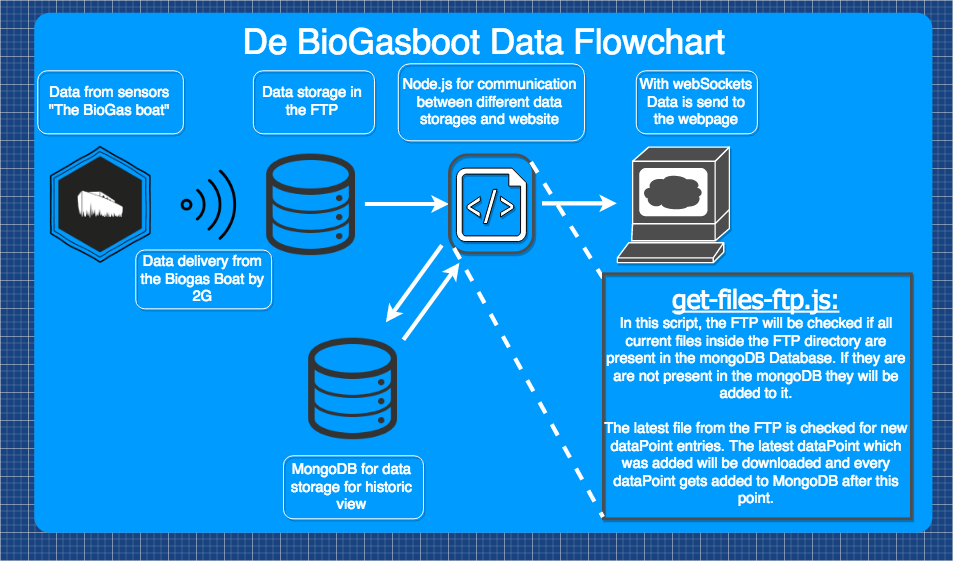 De BioGasboot Data Flowchart
Data from sensors
"The BioGas boat"
Data storage in
the FTP
Node.js for communication
between different data
storages and website
With webSockets
Data is send to
the webpage
</>
Data delivery from
the Biogas Boat by
2G
get-files-ftp.js:
In this script, the FTP will be checked if all
current files inside the FTP directory are
present in the mongoDB Database. If they are
are not present in the mongoDB they will be
added to it.
The latest file from the FTP is checked for new
dataPoint entries. The latest dataPoint which
was added will be downloaded and every
dataPoint gets added to MongoDB after this
point.
MongoDB for data
storage for historic
view